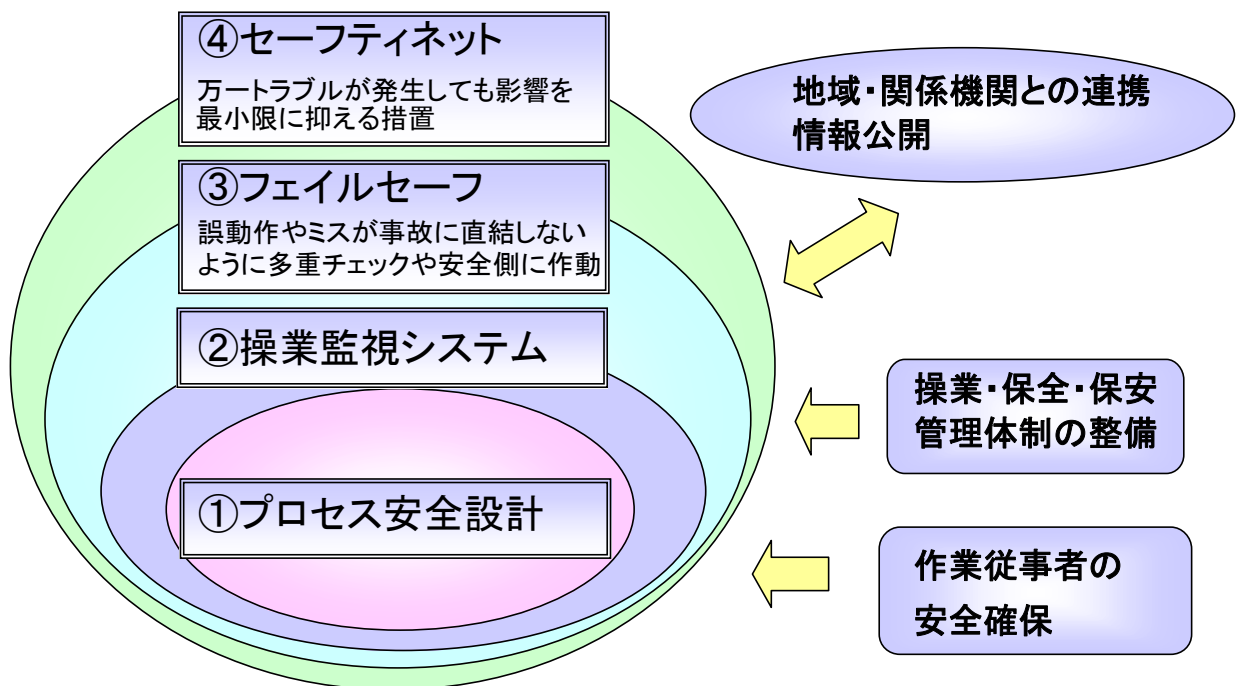 ④セーフティネット
万一トラブルが発生しても影響を
最小限に抑える措置
③フェイルセーフ
誤動作やミスが事故に直結しない
ように多重チェックや安全側に作動
②操業監視システム
①プロセス安全設計
地域・関係機関との連携
情報公開
操業・保全・保安
管理体制の整備
作業従事者の
安全確保